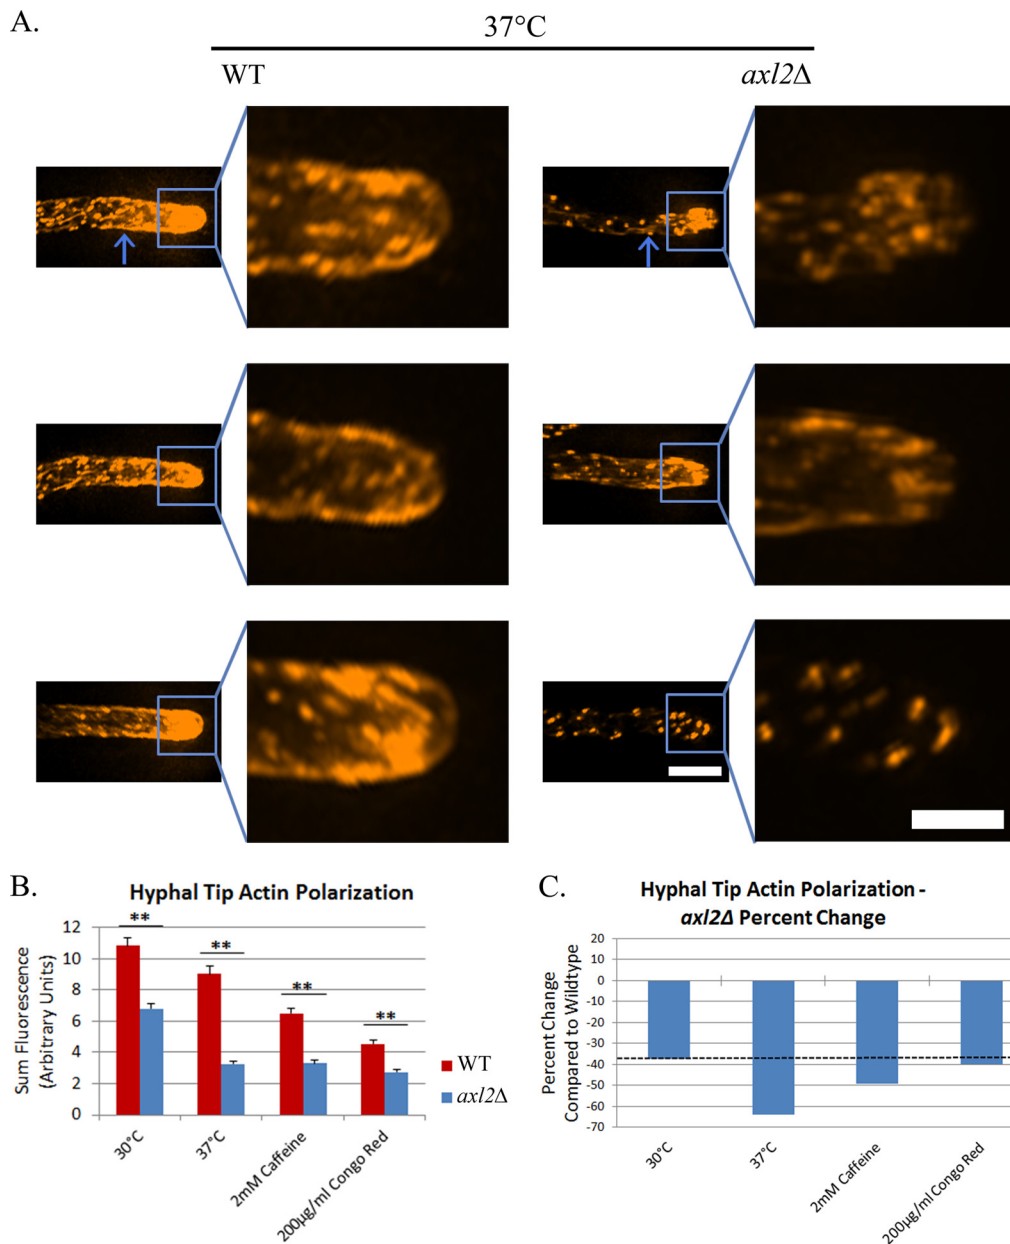 A.
37°C
WT
axl2Δ
B.
Hyphal Tip Actin Polarization
Sum Fluorescence
(Arbitrary Units)
12
10
8
6
4
2
0
**
**
**
**
30°C
37°C
2mM Caffeine
200µg/ml Congo Red
WT
axl2Δ
C.
Hyphal Tip Actin Polarization -
axl2Δ Percent Change
Percent Change
Compared to Wildtype
20
10
0
-10
-20
-30
-40
-50
-60
-70
30°C
37°C
2mM Caffeine
200µg/ml Congo Red